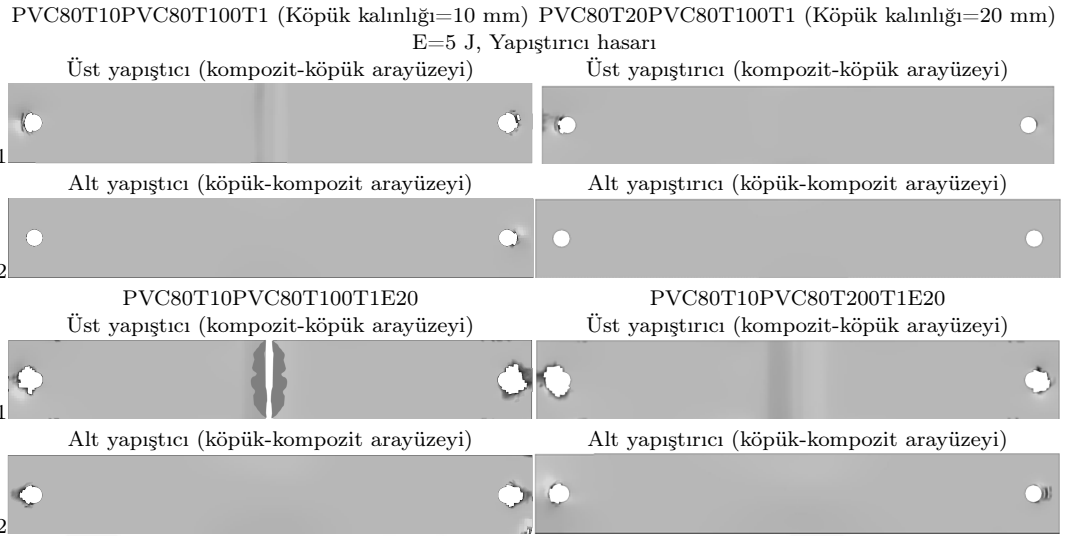 PVC80T10PVC80T100T1 (Köpük kalınlığı=10 mm) PVC80T20PVC80T100T1 (Köpük kalınlığı=20 mm)
E=5 J, Yapıştırıcı hasarı
Üst yapıştıcı (kompozit-köpük arayüzeyi) Üst yapıştırıcı (kompozit-köpük arayüzeyi)
1
Alt yapıştıcı (köpük-kompozit arayüzeyi) Alt yapıştırıcı (köpük-kompozit arayüzeyi)
2
PVC80T10PVC80T100T1E20 PVC80T10PVC80T200T1E20
Üst yapıştıcı (kompozit-köpük arayüzeyi) Üst yapıştırıcı (kompozit-köpük arayüzeyi)
1
Alt yapıştıcı (köpük-kompozit arayüzeyi) Alt yapıştırıcı (köpük-kompozit arayüzeyi)
2